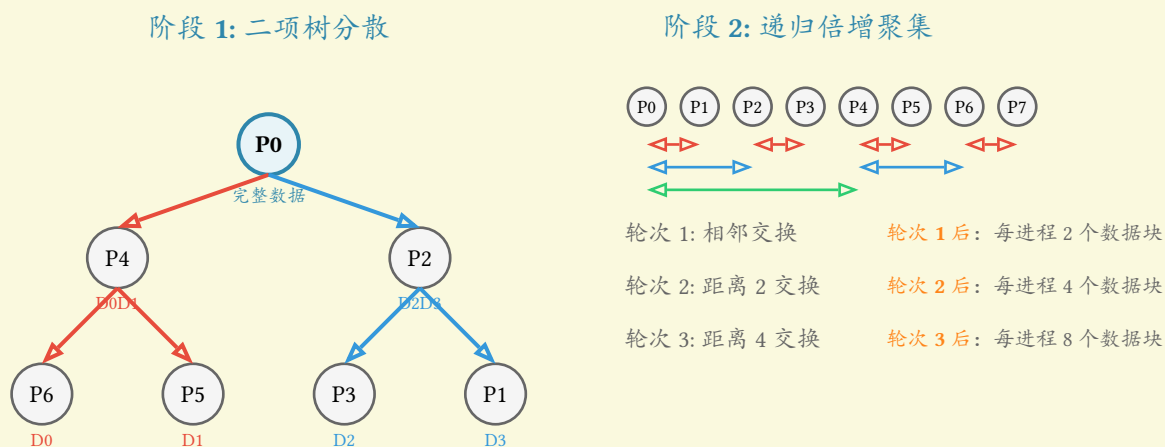 阶段 1: 二项树分散
P0
完整数据
P4
P2
D0D1
D2D3
P6
P5
P3
P1
D0
D1
D2
D3
阶段 2: 递归倍增聚集
P0 P1 P2 P3 P4 P5 P6 P7
轮次 1: 相邻交换
轮次 1 后: 每进程 2 个数据块
轮次 2: 距离 2 交换
轮次 2 后: 每进程 4 个数据块
轮次 3: 距离 4 交换
轮次 3 后: 每进程 8 个数据块